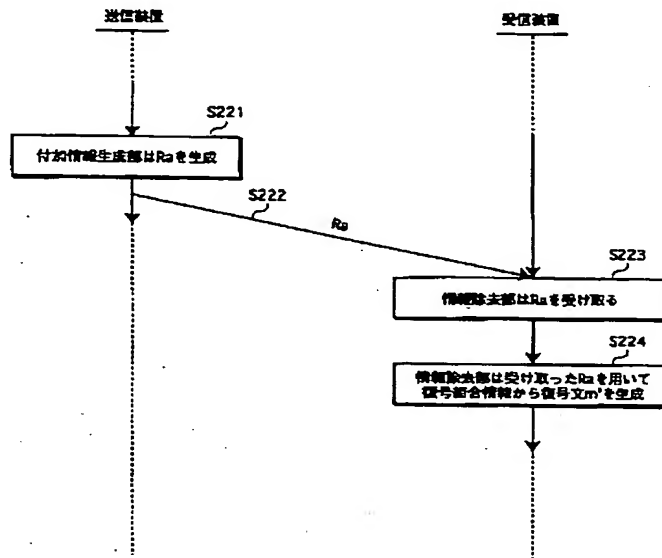 送信装置
受信装置
S221
付加情報生成部はRaを生成
S222
Ra
S223
情報除去部はRaを受け取る
S224
情報除去部は受け取ったRaを用いて
復号結合情報から復号文m'を生成